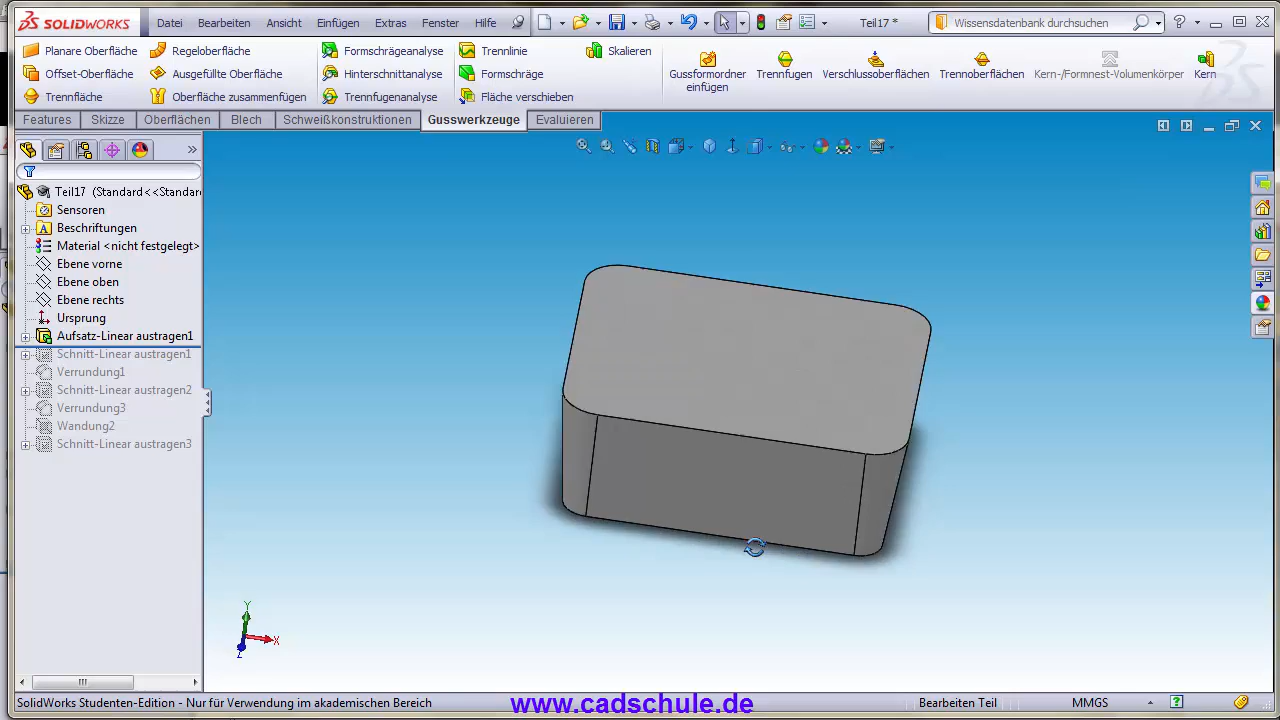 SOLIDWORKS Datei Bearbeiten Ansicht Einfügen Extras Fenster Hilfe Teil17 * Wissensdatenbank durchsuchen
Planare Oberfläche Regeloberfläche Formschrägeanalyse Trennlinie Skalieren
Offset-Oberfläche Ausgefüllte Oberfläche Hinterschnittanalyse Formschräge
Trennfläche Oberfläche zusammenfügen Trennfugenanalyse Fläche verschieben
Gussformordner einfügen Trennfugen Verschlussoberflächen Trennoberflächen Kern-/Formnest-Volumenkörper Kern
Features Skizze Oberflächen Blech Schweißkonstruktionen Gusswerkzeuge Evaluieren
Teil17 (Standard<<Standar
Sensoren
Beschriftungen
Material <nicht festgelegt>
Ebene vorne
Ebene oben
Ebene rechts
Ursprung
Aufsatz-Linear austragen1
Schnitt-Linear austragen1
Verrundung1
Schnitt-Linear austragen2
Verrundung3
Wandung2
Schnitt-Linear austragen3
Y
X
Z
SolidWorks Studenten-Edition - Nur für Verwendung im akademischen Bereich www.cadschule.de Bearbeiten Teil MMGS